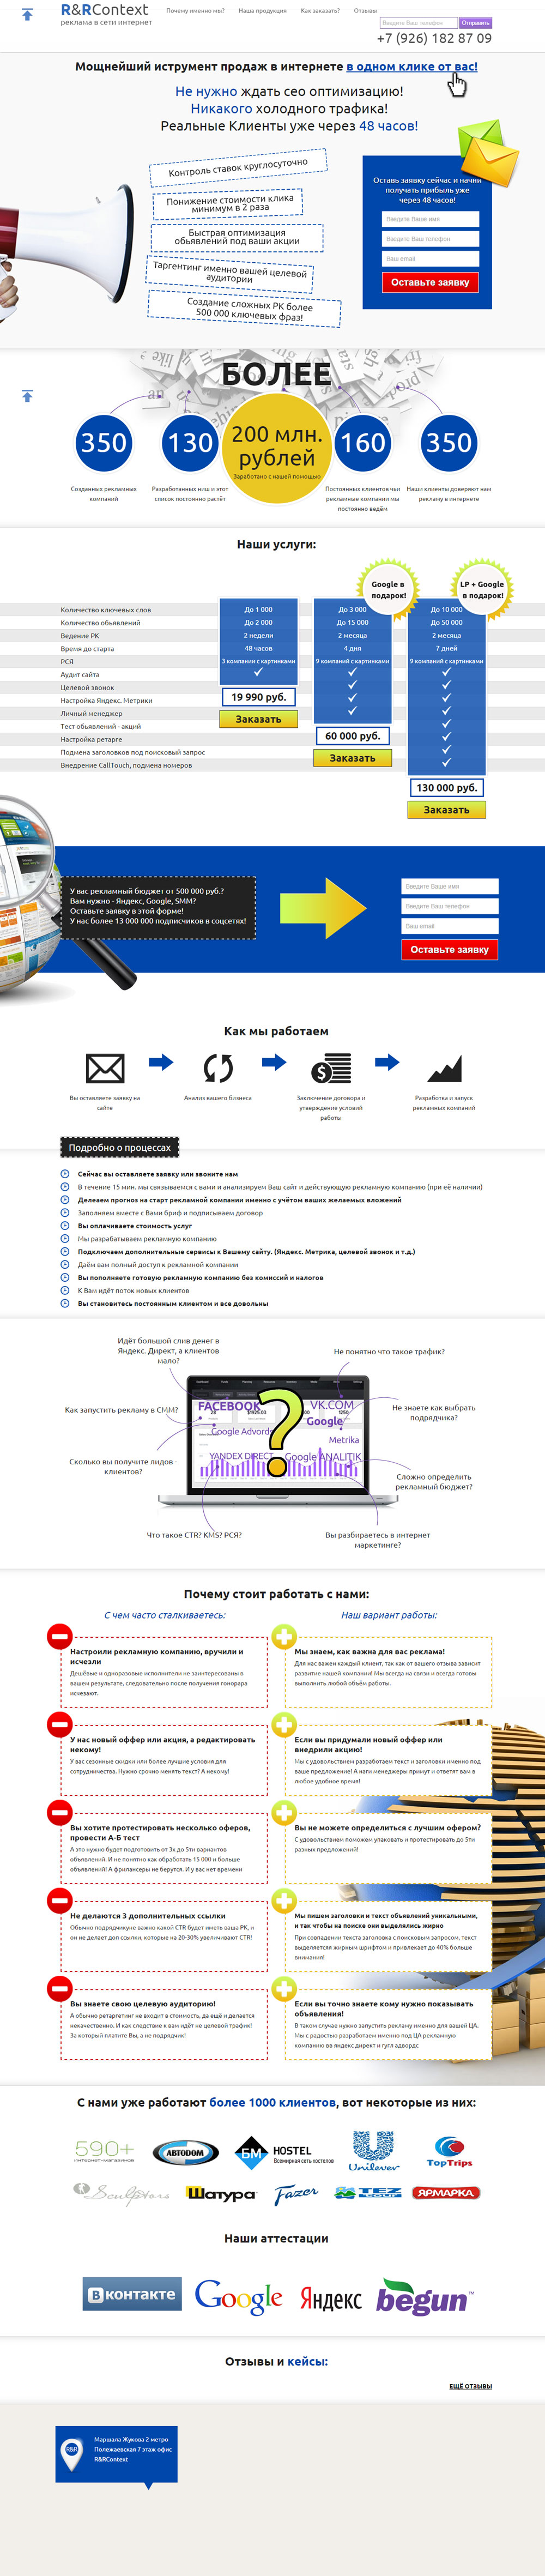 R&RContext
реклама в сети интернет
Почему именно мы?
Наша продукция
Как заказать?
Отзывы
Введите Ваш телефон
Отправить
+7 (926) 182 87 09
Мощнейший иструмент продаж в интернете в одном клике от вас!
Не нужно ждать сео оптимизацию!
Никакого холодного трафика!
Реальные Клиенты уже через 48 часов!
Контроль ставок круглосуточно
Понижение стоимости клика
минимум в 2 раза
Быстрая оптимизация
объявлений под ваши акции
Таргентинг именно вашей целевой
аудитории
Создание сложных РК более
500 000 ключевых фраз!
Оставь заявку сейчас и начни
получать прибыль уже
через 48 часов!
Введите Ваше имя
Введите Ваш телефон
Ваш email
Оставьте заявку
БОЛЕЕ
350
130
200 млн.
рублей
Заработано с нашей помощью
160
350
Созданных рекламных
компаний
Разработанных ниш и этот
список постоянно растёт
Постоянных клиентов чьи
рекламные компании мы
постоянно ведём
Наши клиенты доверяют нам
рекламу в интернете
Наши услуги:
Google в
подарок!
LP + Google
в подарок!
Количество ключевых слов
До 1 000
До 3 000
До 10 000
Количество объявлений
До 2 000
До 15 000
До 50 000
Ведение РК
2 недели
2 месяца
2 месяца
Время до старта
48 часов
4 дня
7 дней
РСЯ
3 компании с картинками
9 компаний с картинками
9 компаний с картинками
Аудит сайта
Целевой звонок
Настройка Яндекс. Метрики
Личный менеджер
Тест объявлений - акций
Настройка ретарге
Подмена заголовков под поисковый запрос
Внедрение CallTouch, подмена номеров
19 990 руб.
Заказать
60 000 руб.
Заказать
130 000 руб.
Заказать
У вас рекламный бюджет от 500 000 руб.?
Вам нужно - Яндекс, Google, SMM?
Оставьте заявку в этой форме!
У нас более 13 000 000 подписчиков в соцсетях!
Введите Ваше имя
Введите Ваш телефон
Ваш email
Оставьте заявку
Как мы работаем
Вы оставляете заявку на
сайте
Анализ вашего бизнеса
Заключение договора и
утверждение условий
работы
Разработка и запуск
рекламных компаний
Подробно о процессах
Сейчас вы оставляете заявку или звоните нам
В течение 15 мин. мы связываемся с вами и анализируем Ваш сайт и действующую рекламную компанию (при её наличии)
Делеаем прогноз на старт рекламной компании именно с учётом ваших желаемых вложений
Заполняем вместе с Вами бриф и подписываем договор
Вы оплачиваете стоимость услуг
Мы разрабатываем рекламную компанию
Подключаем дополнительные сервисы к Вашему сайту. (Яндекс. Метрика, целевой звонок и т.д.)
Даём вам полный доступ к рекламной компании
Вы пополняете готовую рекламную компанию без комиссий и налогов
К Вам идёт поток новых клиентов
Вы становитесь постоянным клиентом и все довольны
Идёт большой слив денег в
Яндекс. Директ, а клиентов
мало?
Не понятно что такое трафик?
Как запустить рекламу в СММ?
Не знаете как выбрать
подрядчика?
FACEBOOK
VK.COM
Google
Google Advords
Metrika
YANDEX DIRECT
Google ANALITIK
Сколько вы получите лидов -
клиентов?
Сложно определить
рекламный бюджет?
Что такое CTR? KMS? РСЯ?
Вы разбираетесь в интернет
маркетинге?
Почему стоит работать с нами:
С чем часто сталкиваетесь:
Наш вариант работы:
Настроили рекламную компанию, вручили и
исчезли
Дешёвые и одноразовые исполнители не заинтересованы в
вашем результате, следовательно после получения гонорара
исчезают.
Мы знаем, как важна для вас реклама!
Для нас важен каждый клиент, так как от вашего отзыва зависит
развитие нашей компании! Мы всегда на связи и всегда готовы
выполнить любой объём работы.
У нас новый оффер или акция, а редактировать
некому!
У вас сезонные скидки или более лучшие условия для
сотрудничества. Нужно срочно менять текст? А некому!
Если вы придумали новый оффер или
внедрили акцию!
Мы с удовольствием разработаем текст и заголовки именно под
ваше предложение! А наги менеджеры примут и ответят вам в
любое удобное время!
Вы хотите протестировать несколько оферов,
провести А-Б тест
А это нужно будет подготовить от 3х до 5ти вариантов
объявлений. И не понятно как обработать 15 000 и больше
объявлений! А фрилансеры не берутся. И у вас нет времени
Вы не можете определиться с лучшим офером?
С удовольствием поможем упаковать и протестировать до 5ти
разных предложений!
Не делаются 3 дополнительных ссылки
Обычно подрядчикуне важно какой CTR будет иметь ваша РК, и
он не делает доп ссылки, которые на 20-30% увеличивают CTR!
Мы пишем заголовки и текст объявлений уникальными,
и так чтобы на поиске они выделялись жирно
При совпадении текста заголовка с поисковым запросом, текст
выделяетсяя жирным шрифтом и привлекает до 40% больше
внимания!
Вы знаете свою целевую аудиторию!
А обычно ретаргетинг не входит в стоимость, да ещё и делается
некачественно. И как следствие к вам идёт не целевой трафик!
За который платите Вы, а не подрядчик!
Если вы точно знаете кому нужно показывать
объявления!
В таком случае нужно запустить рекламу именно для вашей ЦА.
Мы с радостью разработаем именно под ЦА рекламную
компанию вв яндекс директ и гугл адвордс
С нами уже работают более 1000 клиентов, вот некоторые из них:
590+
интернет-магазинов
АВТОDOM
БМ
HOSTEL
Всемирная сеть хостелов
Unilever
TopTrips
Sculptors
Шатура
Fazer
TEZ
TOUR
ЯРМАРКА
Наши аттестации
В контакте
Google
Яндекс
begun
Отзывы и кейсы:
ЕЩЁ ОТЗЫВЫ
R&R
Маршала Жукова 2 метро
Полежаевская 7 этаж офис
R&RContext